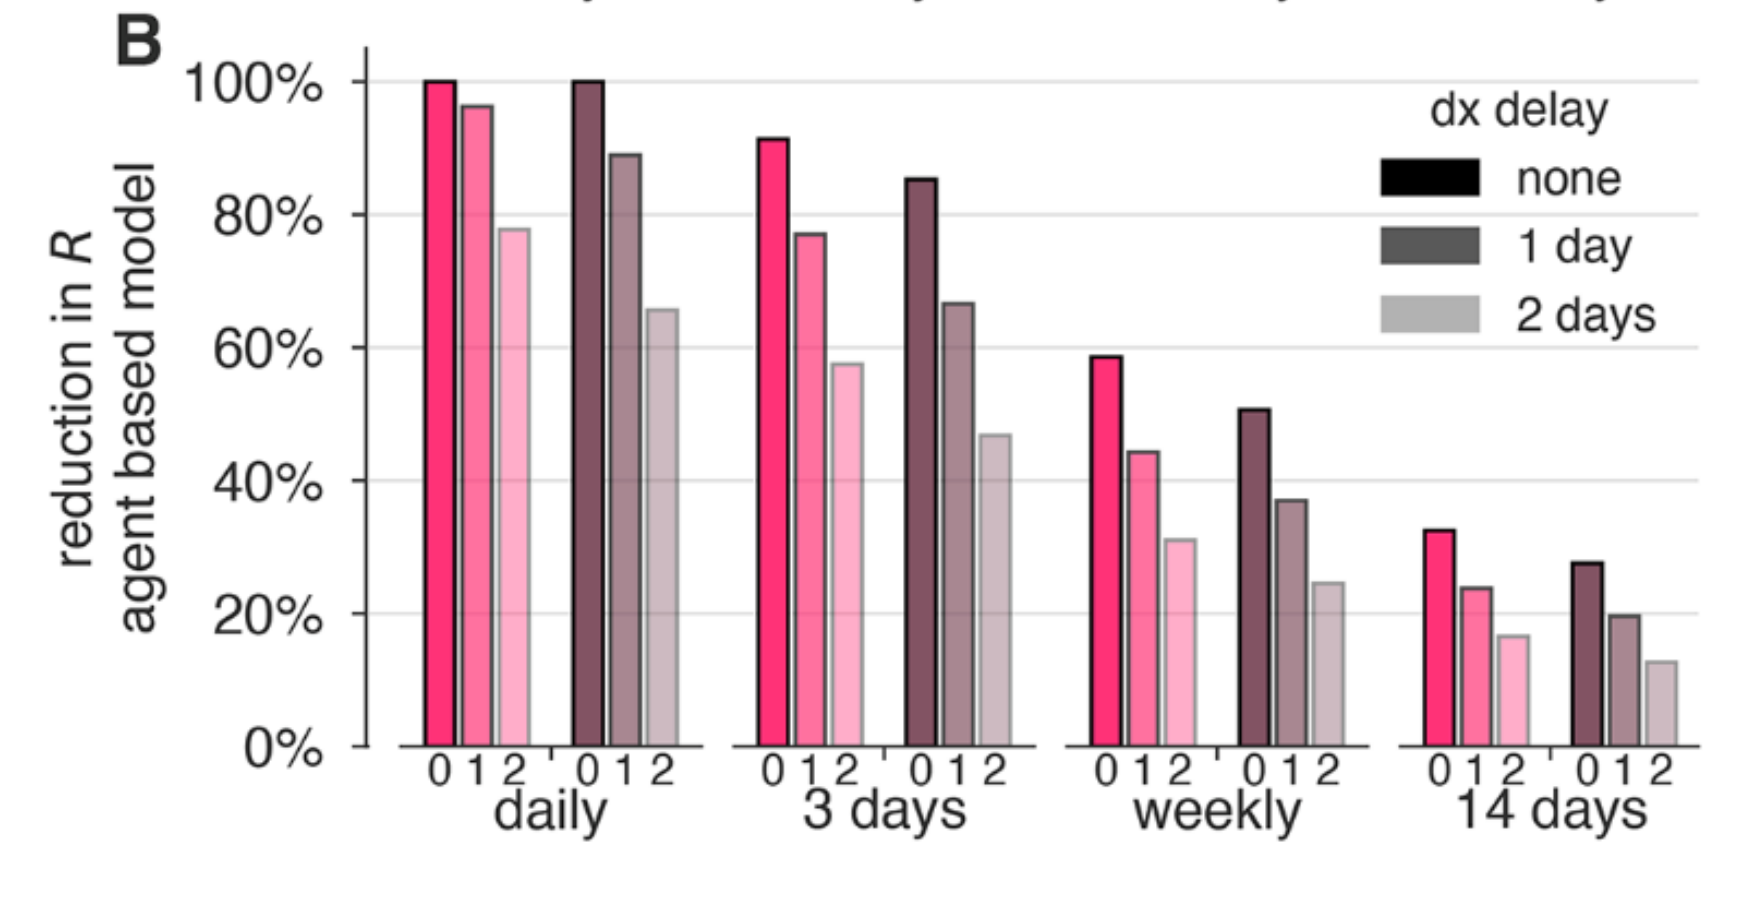 B
reduction in R
agent based model
100%
80%
60%
40%
20%
0%
dx delay
none
1 day
2 days
0 1 2 0 1 2
daily
0 1 2 0 1 2
3 days
0 1 2 0 1 2
weekly
0 1 2 0 1 2
14 days